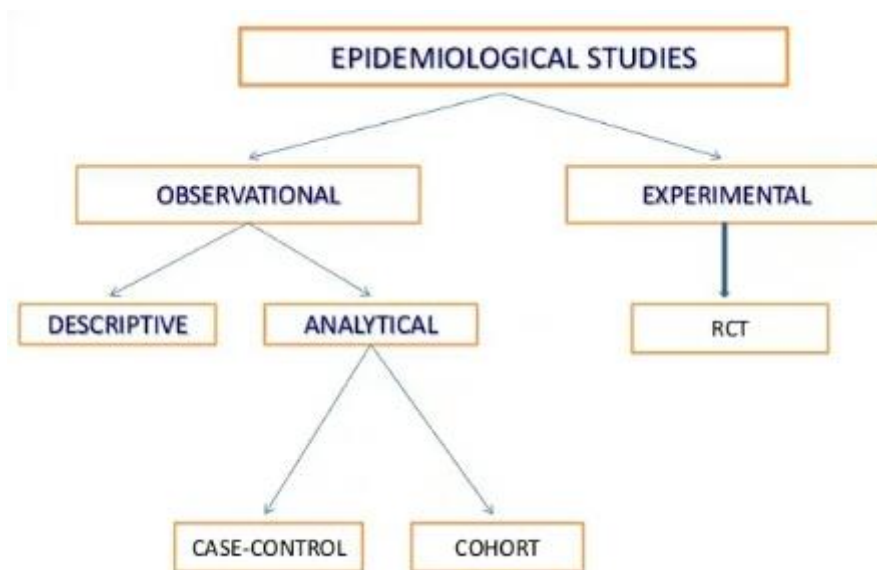 EPIDEMIOLOGICAL STUDIES
OBSERVATIONAL
EXPERIMENTAL
DESCRIPTIVE
ANALYTICAL
RCT
CASE-CONTROL
COHORT